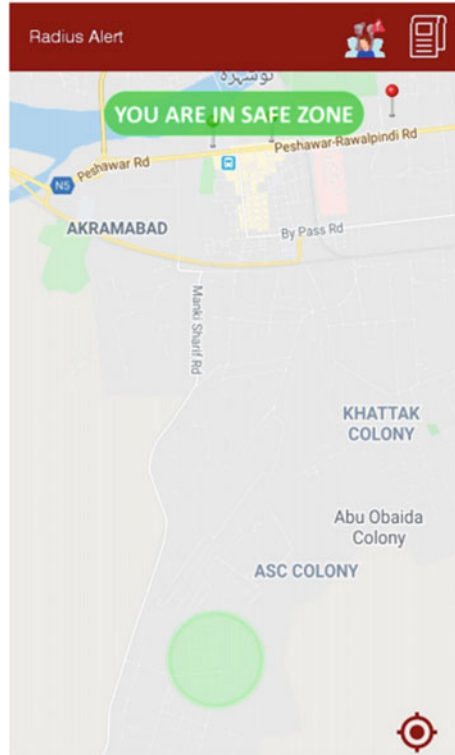 Radius Alert
نوشہرہ
YOU ARE IN SAFE ZONE
Peshawar-Rawalpindi Rd
Peshawar Rd
N5
AKRAMABAD
By Pass Rd
Manki Sharif Rd
KHATTAK
COLONY
Abu Obaida
Colony
ASC COLONY